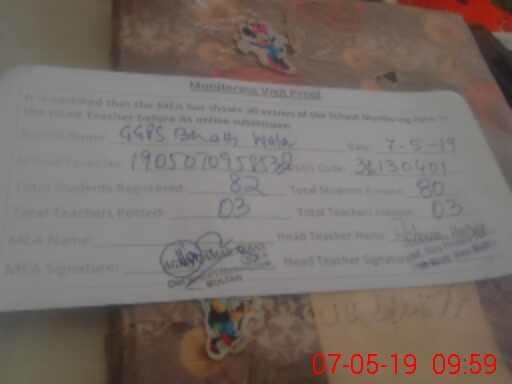 Monitoring Visit Proof
It is certified that the MEA has shown all entries of the School Monitoring Form to
the Head Teacher before its online submission
School Name: GGPS Bhatti Wala Date: 7-5-19
School Form No: EMIS Code: 36130401
Total Students Registered: 82 Total Students Present: 80
Total Teachers Posted: 03 Total Teachers Present: 03
MEA Name: Head Teacher Name: Rehana
MEA Signature: Head Teacher Signature:
MULTAN
07-05-19 09:59